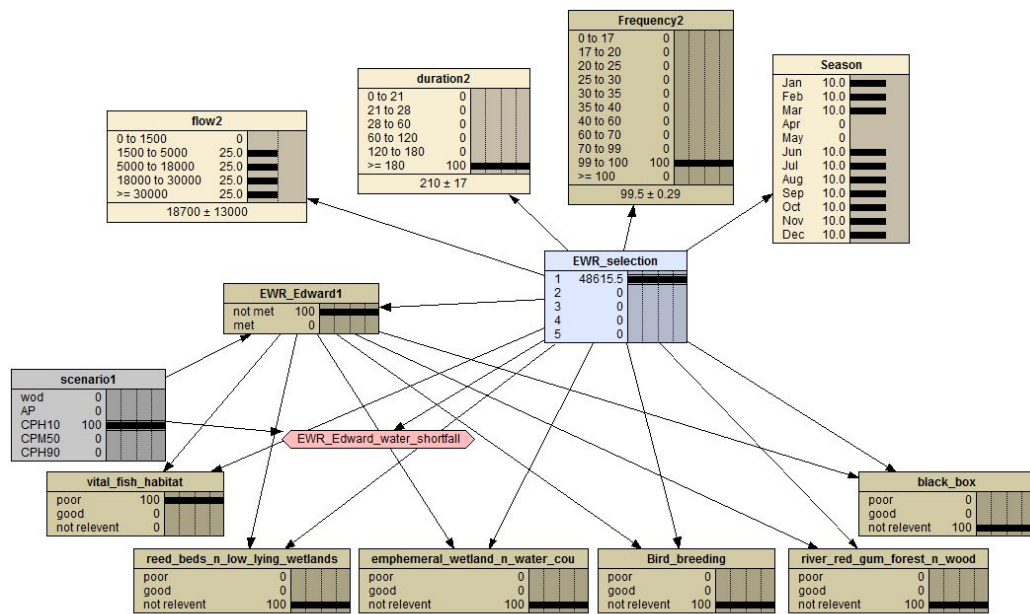 Frequency2
0 to 17 0
17 to 20 0
20 to 25 0
25 to 30 0
30 to 35 0
35 to 40 0
40 to 60 0
60 to 70 0
70 to 99 0
99 to 100 100
>= 100 0
99.5 ± 0.29
Season
Jan 10.0
Feb 10.0
Mar 10.0
Apr 0
May 0
Jun 10.0
Jul 10.0
Aug 10.0
Sep 10.0
Oct 10.0
Nov 10.0
Dec 10.0
duration2
0 to 21 0
21 to 28 0
28 to 60 0
60 to 120 0
120 to 180 0
>= 180 100
210 ± 17
flow2
0 to 1500 0
1500 to 5000 25.0
5000 to 18000 25.0
18000 to 30000 25.0
>= 30000 25.0
18700 ± 13000
EWR_selection
1 48615.5
2 0
3 0
4 0
5 0
EWR_Edward1
not met 100
met 0
scenario1
wod 0
AP 0
CPH10 100
CPM50 0
CPH90 0
EWR_Edward_water_shortfall
vital_fish_habitat
poor 100
good 0
not relevent 0
black_box
poor 0
good 0
not relevent 100
reed_beds_n_low_lying_wetlands
poor 0
good 0
not relevent 100
emphemeral_wetland_n_water_cou
poor 0
good 0
not relevent 100
Bird_breeding
poor 0
good 0
not relevent 100
river_red_gum_forest_n_wood
poor 0
good 0
not relevent 100